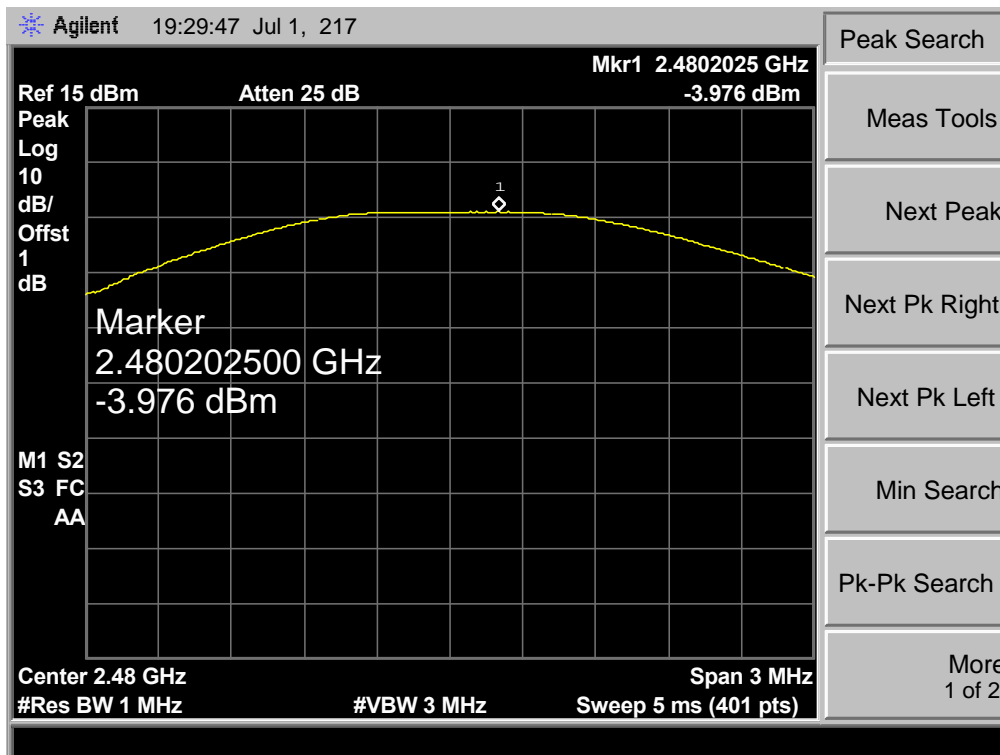 Agilent 19:29:47 Jul 1, 217
Peak Search
Mkr1 2.4802025 GHz
Ref 15 dBm Atten 25 dB -3.976 dBm
Peak
Log
10
dB/
Offst
1
dB
1
Marker
2.480202500 GHz
-3.976 dBm
M1 S2
S3 FC
AA
Center 2.48 GHz Span 3 MHz
#Res BW 1 MHz #VBW 3 MHz Sweep 5 ms (401 pts)
Meas Tools
Next Peak
Next Pk Right
Next Pk Left
Min Search
Pk-Pk Search
More
1 of 2